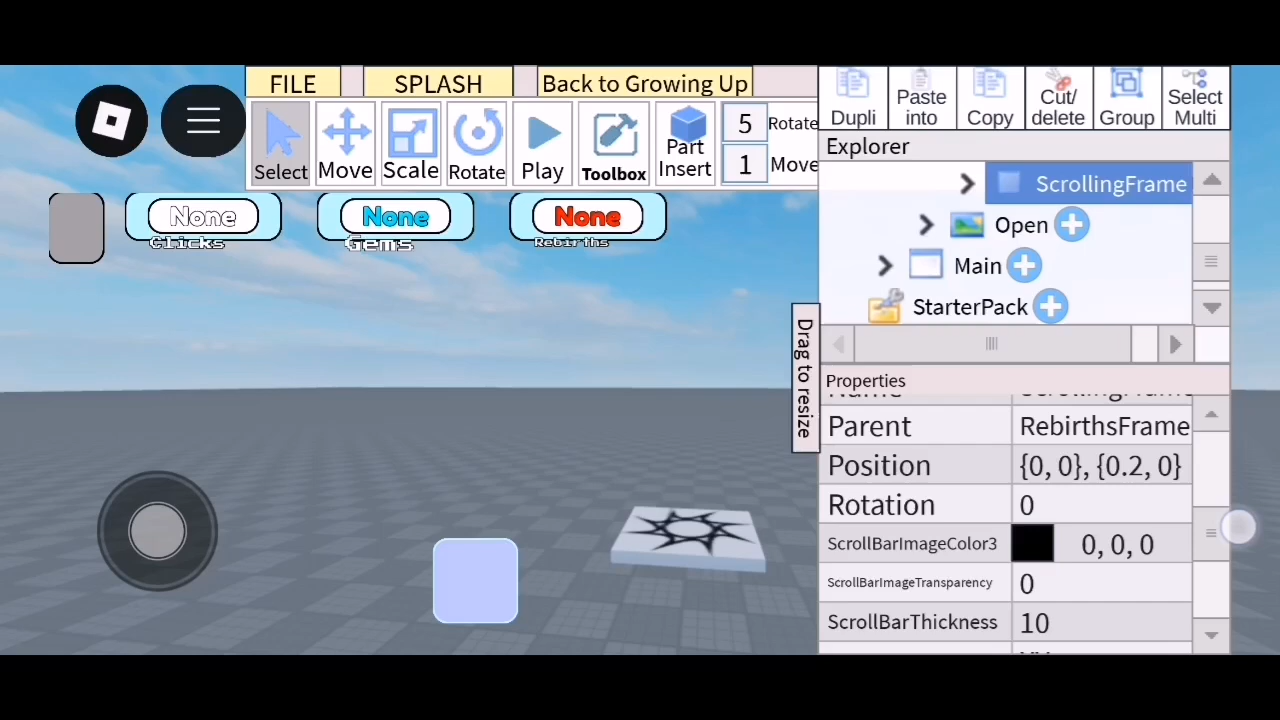 FILE
SPLASH
Back to Growing Up
Select
Move
Scale
Rotate
Play
Toolbox
Part
Insert
5 Rotate
1 Move
Dupli
Paste
into
Copy
Cut/
delete
Group
Select
Multi
None
Clicks
None
Gems
None
Rebirths
Explorer
ScrollingFrame
Open
Main
StarterPack
Drag to resize
Properties
Name ScrollingFrame
Parent RebirthsFrame
Position {0, 0}, {0.2, 0}
Rotation 0
ScrollBarImageColor3 0, 0, 0
ScrollBarImageTransparency 0
ScrollBarThickness 10